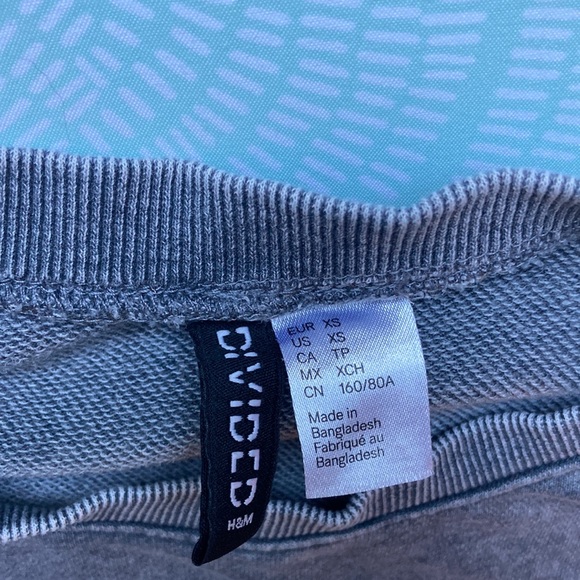 DIVIDED
H&M
EUR XS
US XS
CA TP
MX XCH
CN 160/80A
Made in
Bangladesh
Fabriqué au
Bangladesh